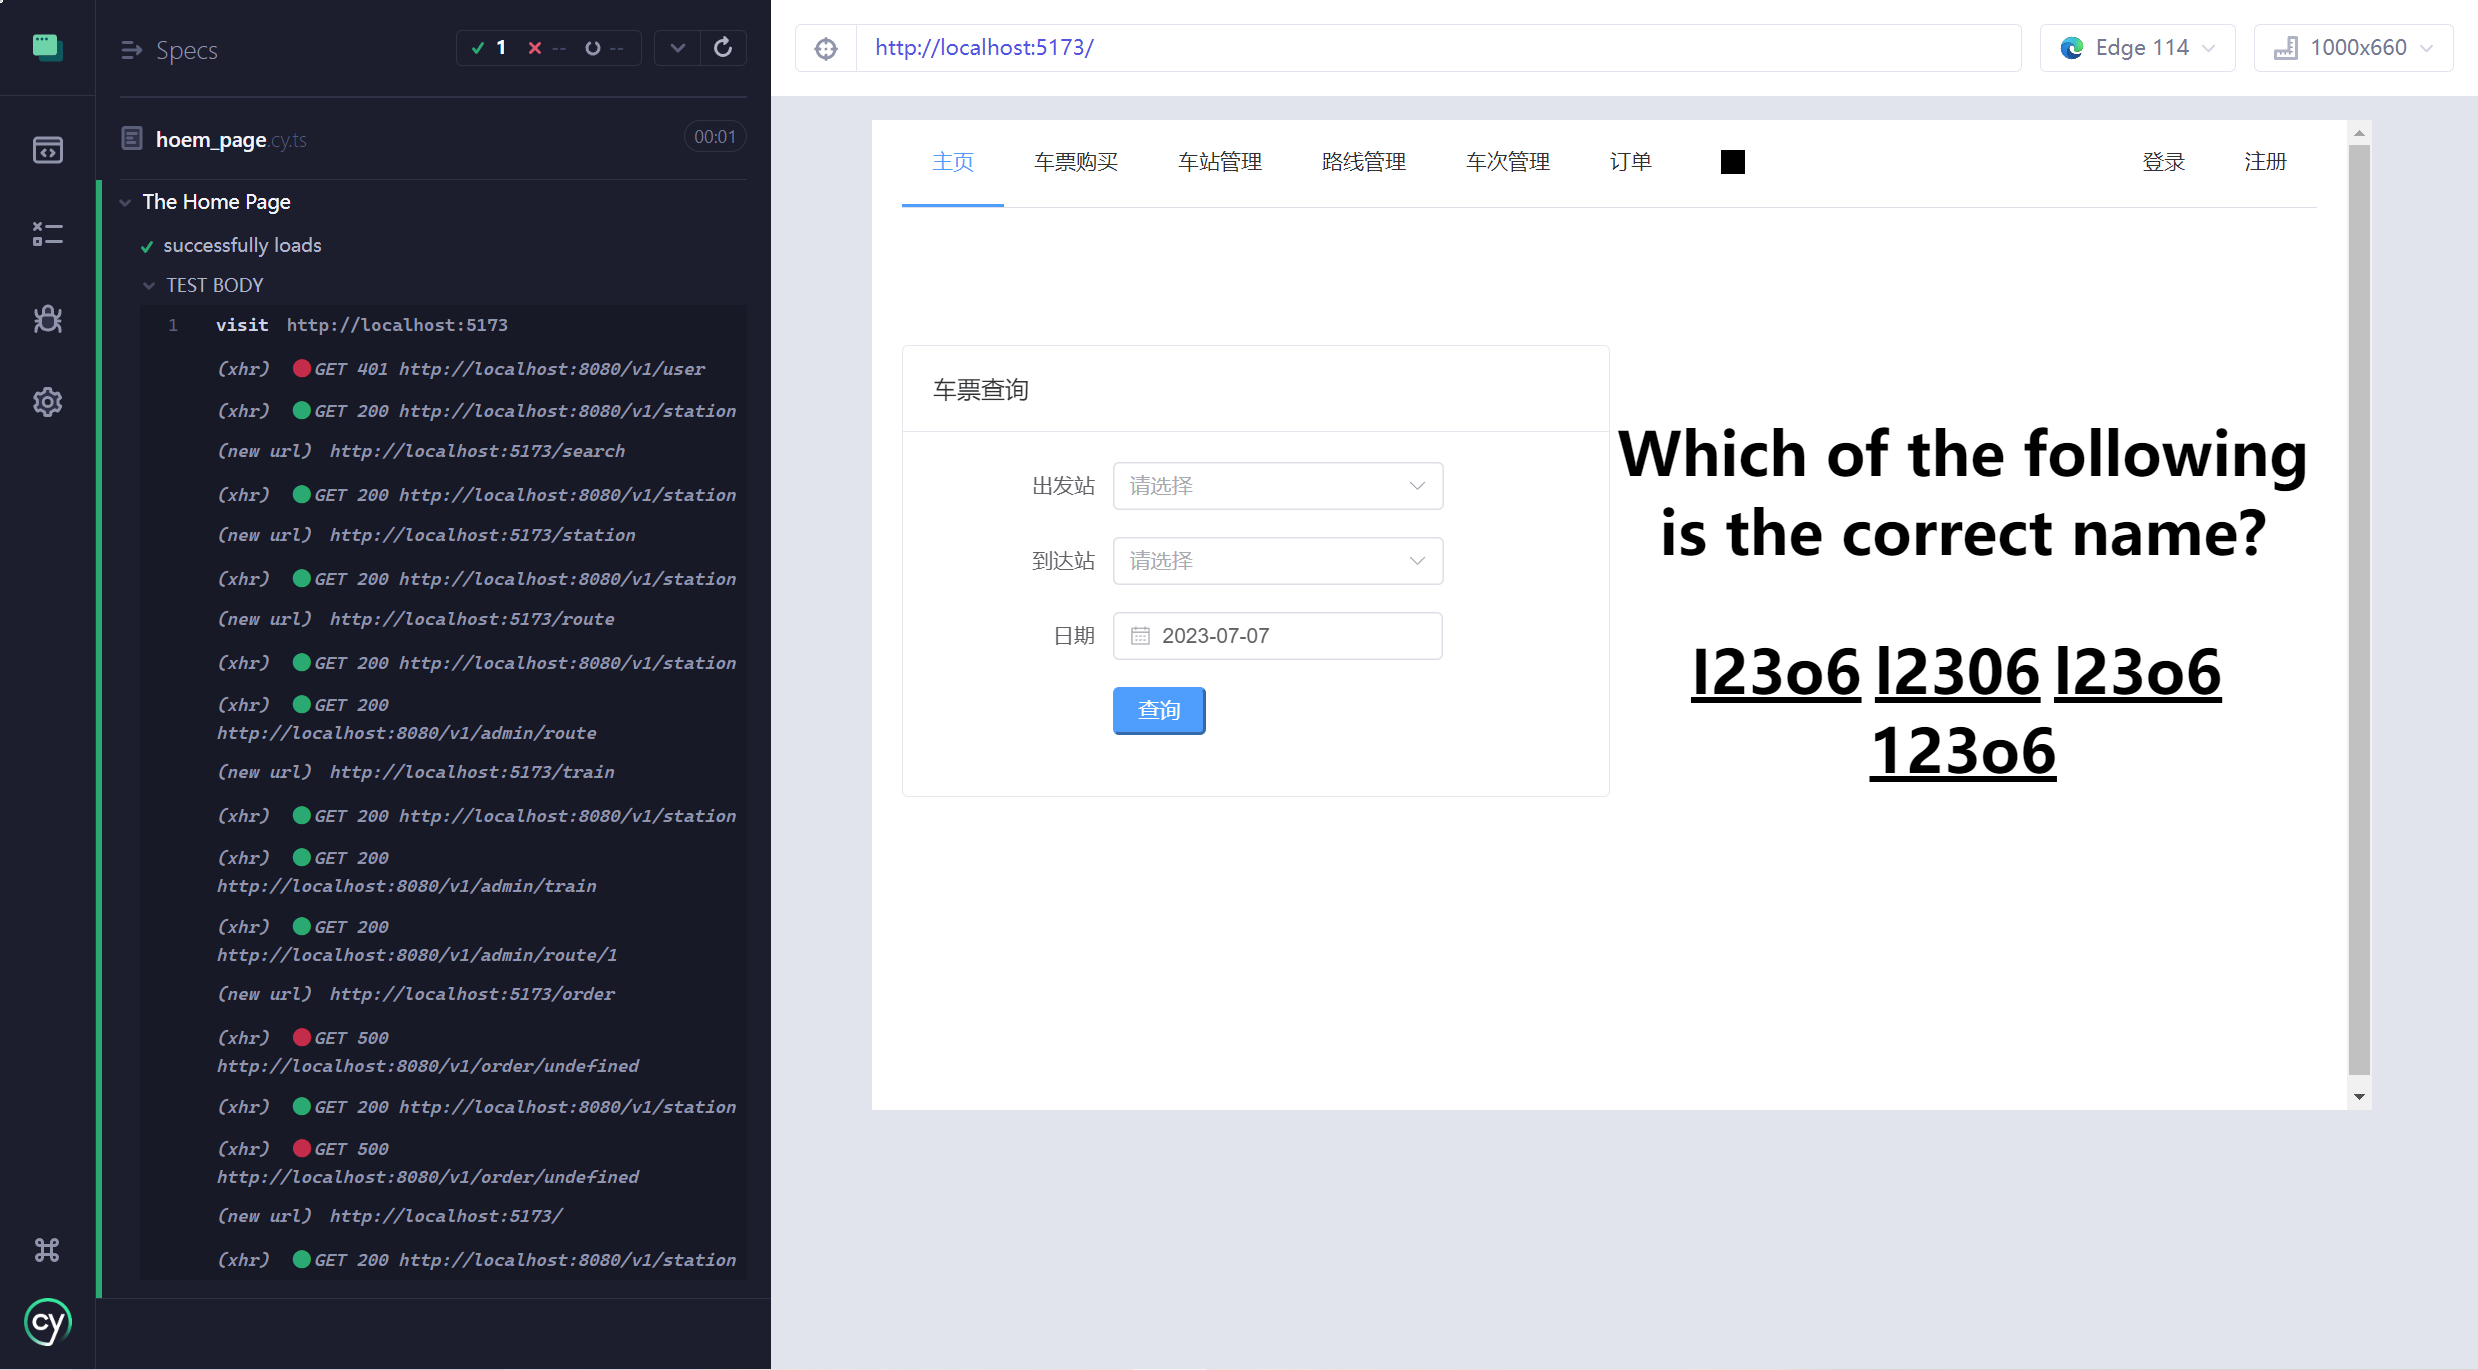 Specs
1 -- --
hoem_page.cy.ts
00:01
The Home Page
successfully loads
TEST BODY
1 visit http://localhost:5173
(xhr) GET 401 http://localhost:8080/v1/user
(xhr) GET 200 http://localhost:8080/v1/station
(new url) http://localhost:5173/search
(xhr) GET 200 http://localhost:8080/v1/station
(new url) http://localhost:5173/station
(xhr) GET 200 http://localhost:8080/v1/station
(new url) http://localhost:5173/route
(xhr) GET 200 http://localhost:8080/v1/station
(xhr) GET 200
http://localhost:8080/v1/admin/route
(new url) http://localhost:5173/train
(xhr) GET 200 http://localhost:8080/v1/station
(xhr) GET 200
http://localhost:8080/v1/admin/train
(xhr) GET 200
http://localhost:8080/v1/admin/route/1
(new url) http://localhost:5173/order
(xhr) GET 500
http://localhost:8080/v1/order/undefined
(xhr) GET 200 http://localhost:8080/v1/station
(xhr) GET 500
http://localhost:8080/v1/order/undefined
(new url) http://localhost:5173/
(xhr) GET 200 http://localhost:8080/v1/station
cy
http://localhost:5173/
Edge 114
1000x660
主页 车票购买 车站管理 路线管理 车次管理 订单 登录 注册
车票查询
出发站 请选择
到达站 请选择
日期 2023-07-07
查询
Which of the following
is the correct name?
l23o6 l2306 l23o6
123o6